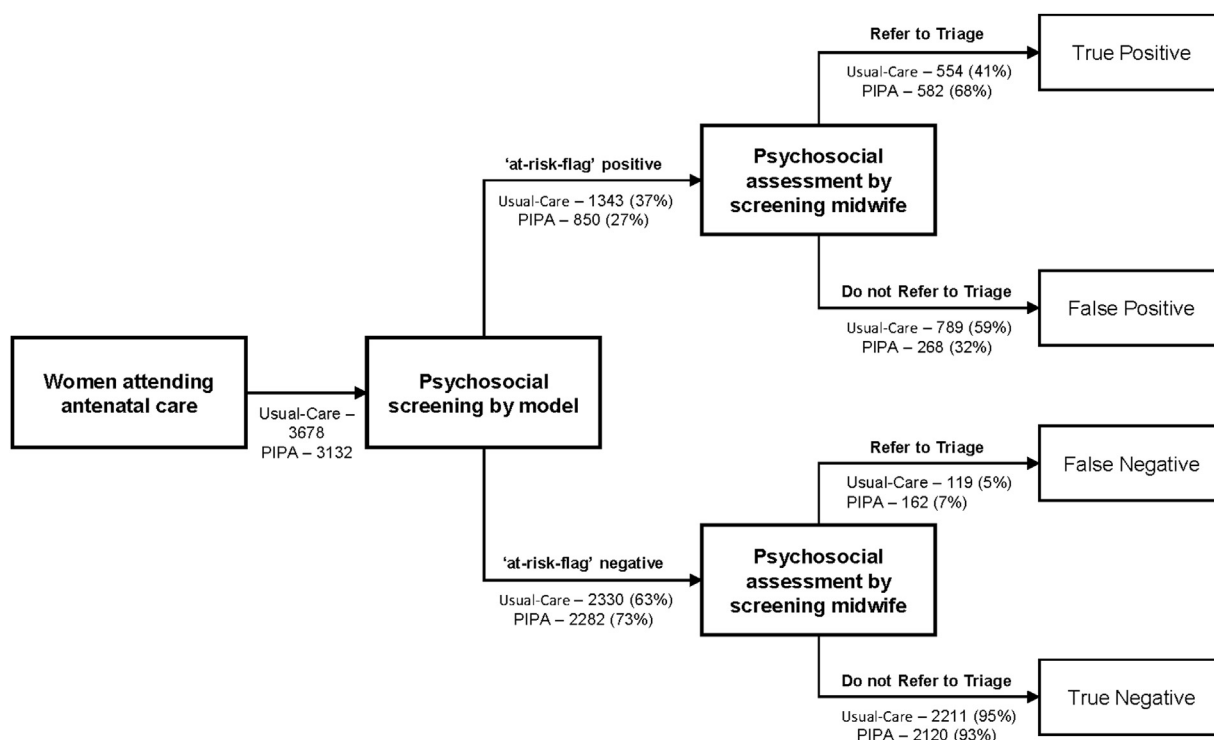 Women attending
antenatal care
Usual-Care –
3678
PIPA – 3132
Psychosocial
screening by model
'at-risk-flag' positive
Usual-Care – 1343 (37%)
PIPA – 850 (27%)
Psychosocial
assessment by
screening midwife
Refer to Triage
Usual-Care – 554 (41%)
PIPA – 582 (68%)
True Positive
Do not Refer to Triage
Usual-Care – 789 (59%)
PIPA – 268 (32%)
False Positive
'at-risk-flag' negative
Usual-Care – 2330 (63%)
PIPA – 2282 (73%)
Psychosocial
assessment by
screening midwife
Refer to Triage
Usual-Care – 119 (5%)
PIPA – 162 (7%)
False Negative
Do not Refer to Triage
Usual-Care – 2211 (95%)
PIPA – 2120 (93%)
True Negative